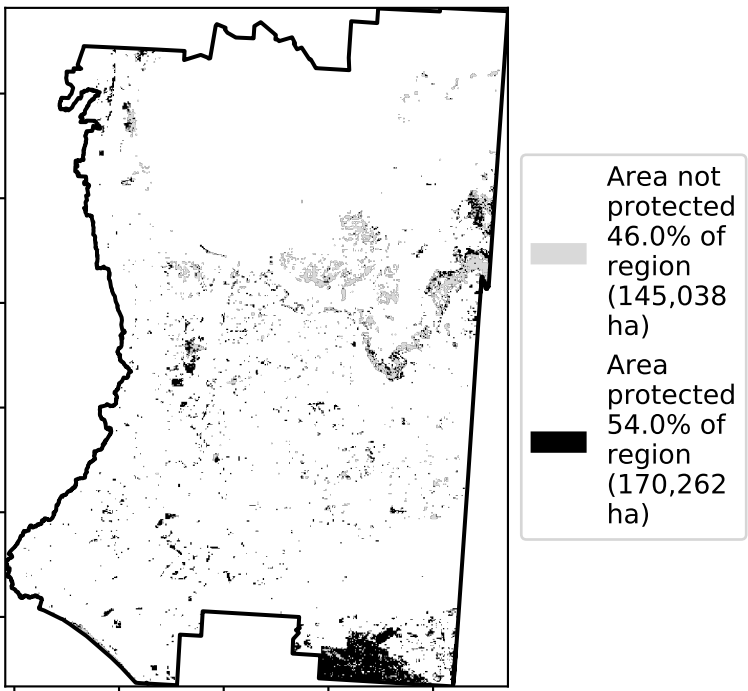 Area not
protected
46.0% of
region
(145,038
ha)
Area
protected
54.0% of
region
(170,262
ha)